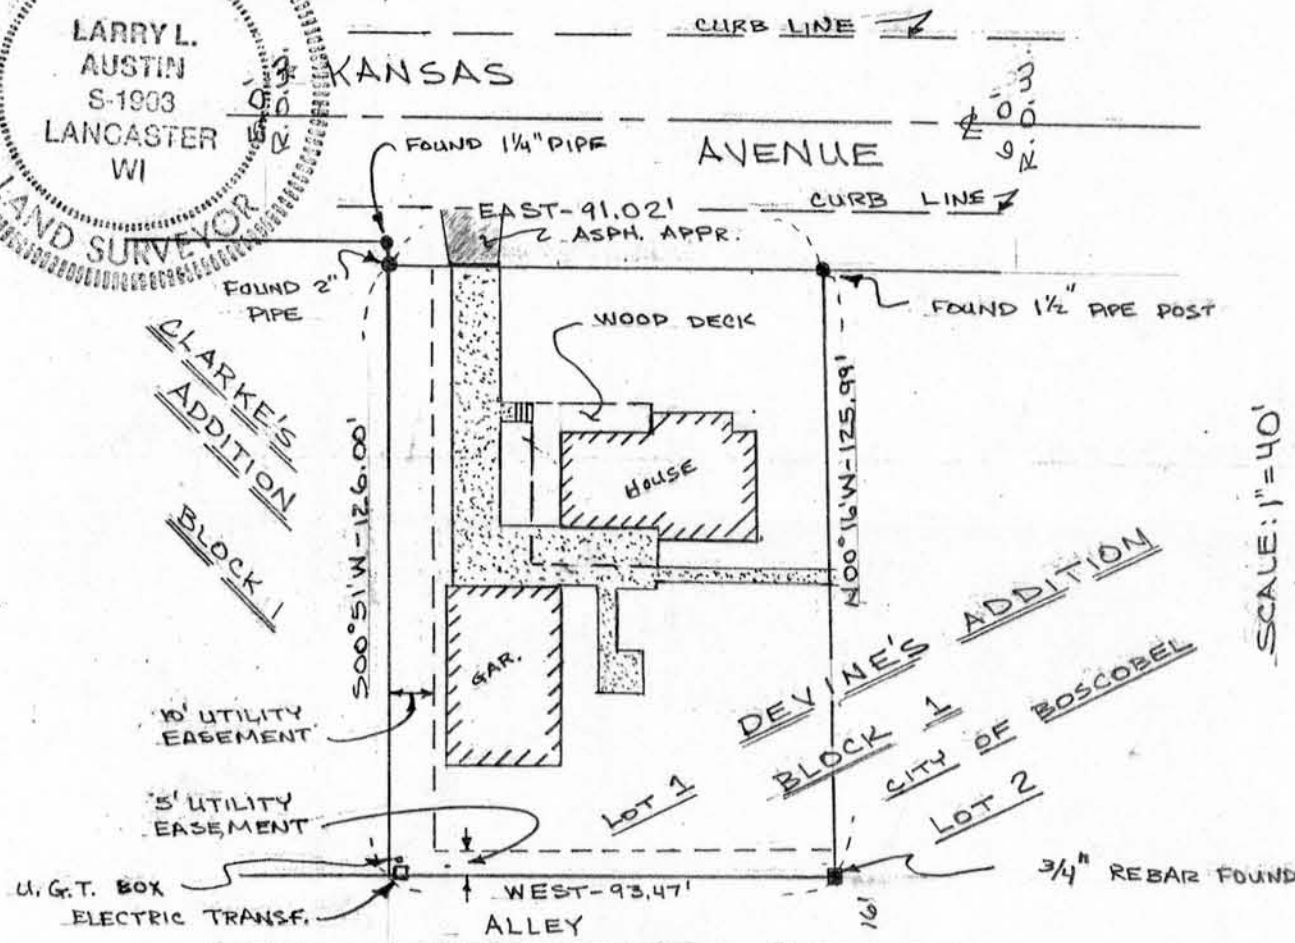 LARRY L.
AUSTIN
S-1903
LANCASTER
WI
LAND SURVEYOR
CURB LINE
KANSAS
AVENUE
60'
R.O.W.
60'
R.O.W.
FOUND 1¼" PIPE
CURB LINE
EAST-91.02'
ASPH. APPR.
FOUND 2"
PIPE
FOUND 1½" PIPE POST
WOOD DECK
CLARKE'S
ADDITION
BLOCK 1
S00°51'W-126.00'
N00°16'W-125.99'
HOUSE
SCALE: 1"=40'
GAR.
DEVINE'S ADDITION
BLOCK 1
CITY OF BOSCOBEL
LOT 1
LOT 2
10' UTILITY
EASEMENT
5' UTILITY
EASEMENT
U.G.T. BOX
ELECTRIC TRANSF.
WEST-93.47'
ALLEY
16'
3/4" REBAR FOUND